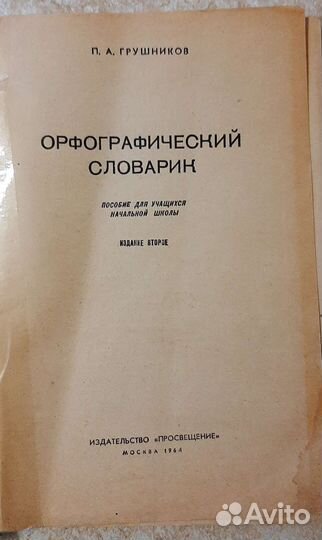 П. А. ГРУШНИКОВ
ОРФОГРАФИЧЕСКИЙ
СЛОВАРИК
ПОСОБИЕ ДЛЯ УЧАЩИХСЯ
НАЧАЛЬНОЙ ШКОЛЫ
ИЗДАНИЕ ВТОРОЕ
ИЗДАТЕЛЬСТВО «ПРОСВЕЩЕНИЕ»
МОСКВА 1964
Avito